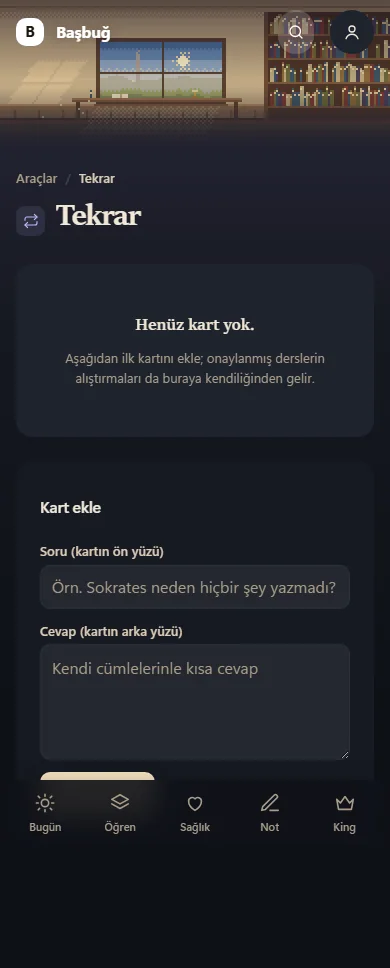 B Başbuğ
Araçlar / Tekrar
Tekrar
Henüz kart yok.
Aşağıdan ilk kartını ekle; onaylanmış derslerin
alıştırmaları da buraya kendiliğinden gelir.
Kart ekle
Soru (kartın ön yüzü)
Örn. Sokrates neden hiçbir şey yazmadı?
Cevap (kartın arka yüzü)
Kendi cümlelerinle kısa cevap
Bugün Öğren Sağlık Not King